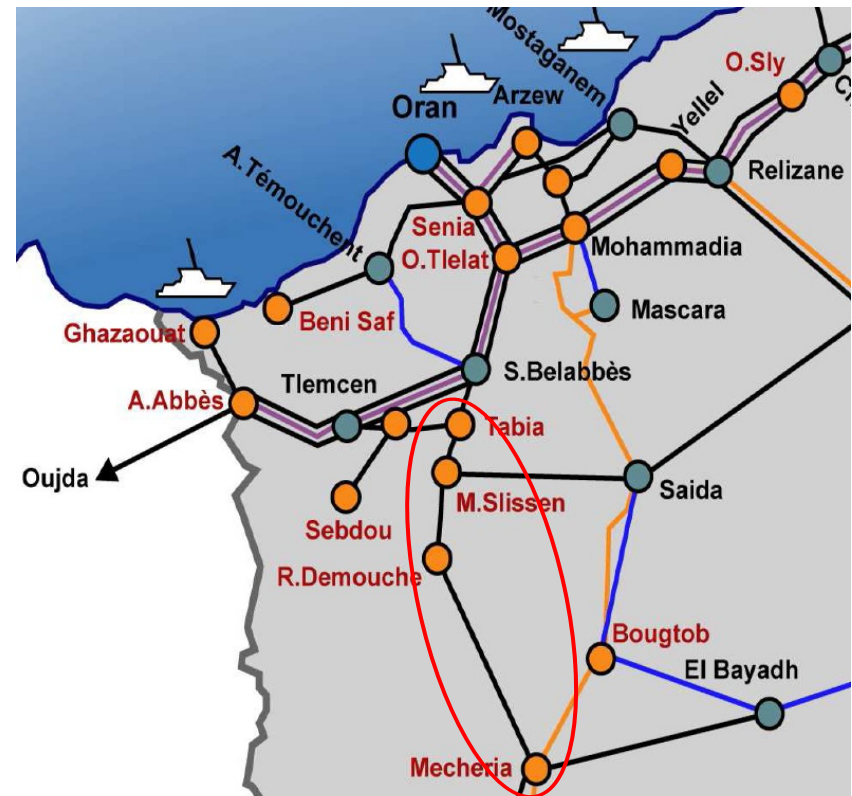 Mostaganem
O.Sly
Arzew
Yellel
Oran
A.Témouchent
Relizane
Senia
O.Tlelat
Mohammadia
Mascara
Beni Saf
Ghazaouat
Tlemcen
S.Belabbès
A.Abbès
Tabia
Oujda
M.Slissen
Saida
Sebdou
R.Demouche
Bougtob
El Bayadh
Mecheria